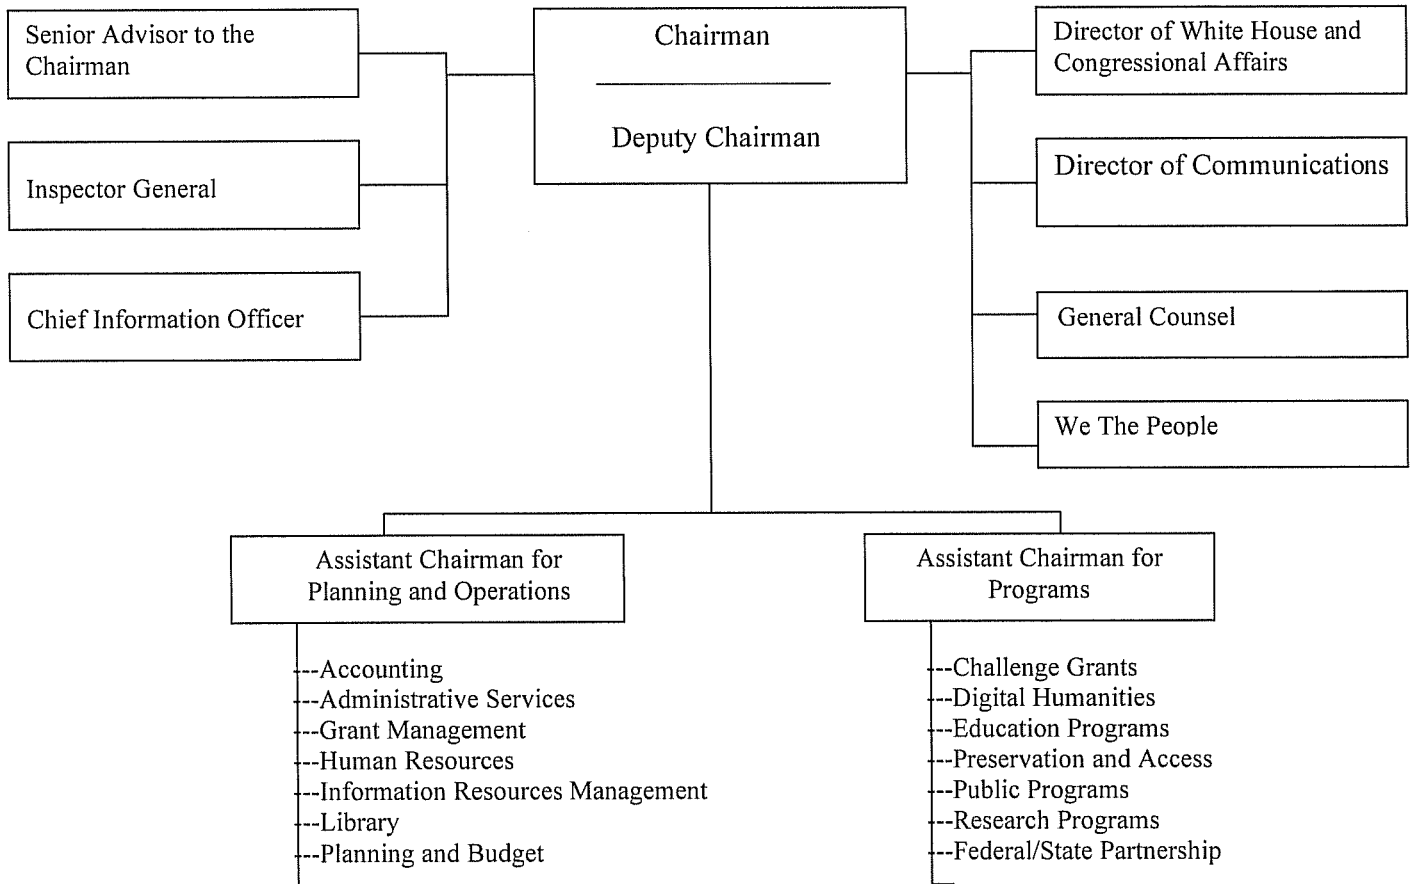 Senior Advisor to the
Chairman
Inspector General
Chief Information Officer
Chairman
Deputy Chairman
Director of White House and
Congressional Affairs
Director of Communications
General Counsel
We The People
Assistant Chairman for
Planning and Operations
---Accounting
---Administrative Services
---Grant Management
---Human Resources
---Information Resources Management
---Library
---Planning and Budget
Assistant Chairman for
Programs
---Challenge Grants
---Digital Humanities
---Education Programs
---Preservation and Access
---Public Programs
---Research Programs
---Federal/State Partnership